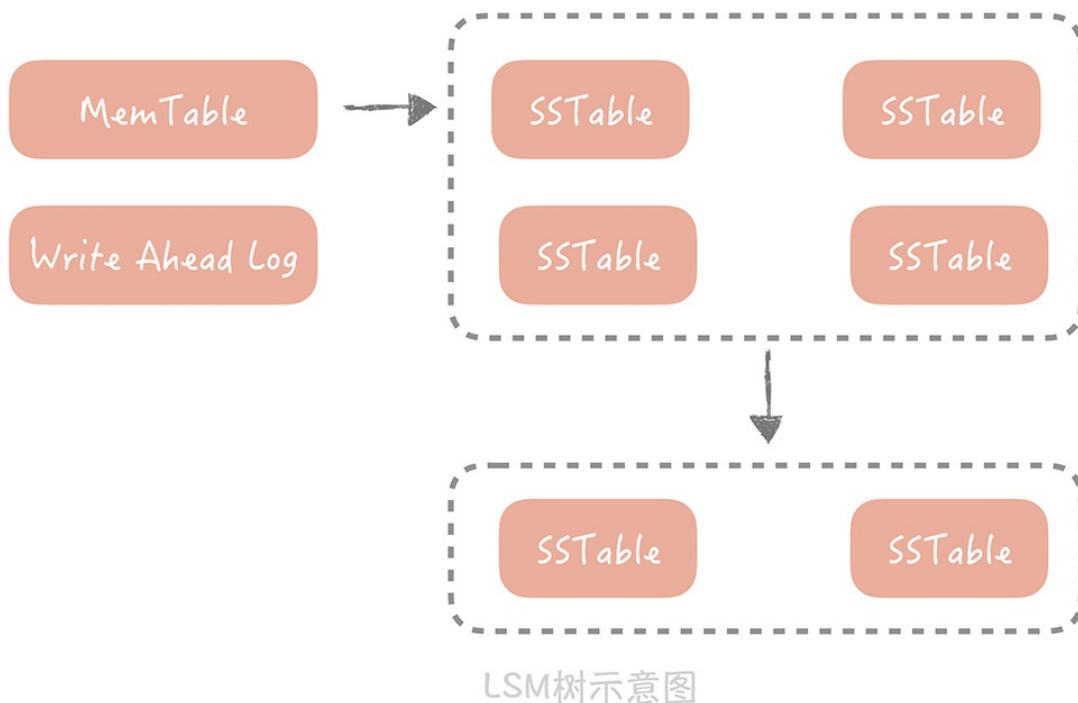 MemTable
SSTable
SSTable
Write Ahead Log
SSTable
SSTable
SSTable
SSTable
LSM树示意图